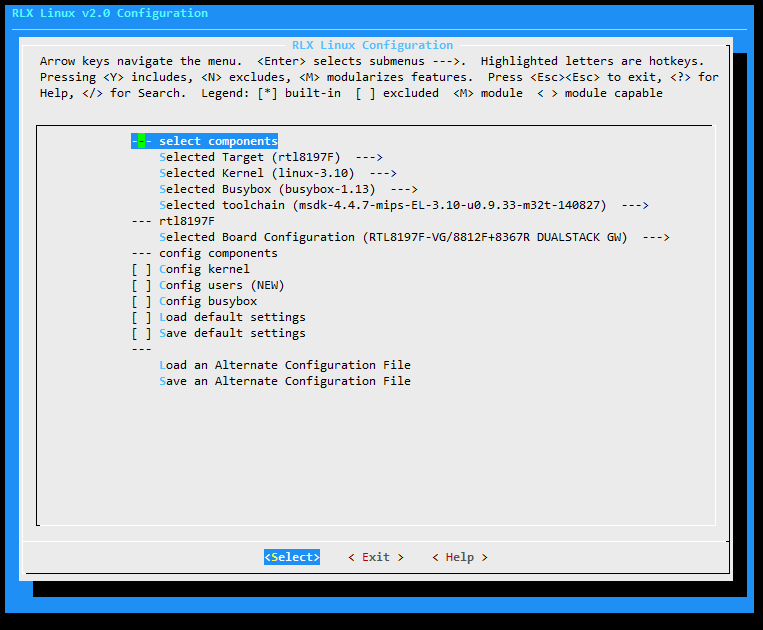 RLX Linux v2.0 Configuration
RLX Linux Configuration
Arrow keys navigate the menu.  <Enter> selects submenus --->.  Highlighted letters are hotkeys.
Pressing <Y> includes, <N> excludes, <M> modularizes features.  Press <Esc><Esc> to exit, <?> for
Help, </> for Search.  Legend: [*] built-in  [ ] excluded  <M> module  < > module capable
--- select components
Selected Target (rtl8197F)  --->
Selected Kernel (linux-3.10)  --->
Selected Busybox (busybox-1.13)  --->
Selected toolchain (msdk-4.4.7-mips-EL-3.10-u0.9.33-m32t-140827)  --->
--- rtl8197F
Selected Board Configuration (RTL8197F-VG/8812F+8367R DUALSTACK GW)  --->
--- config components
[ ] Config kernel
[ ] Config users (NEW)
[ ] Config busybox
[ ] Load default settings
[ ] Save default settings
---
Load an Alternate Configuration File
Save an Alternate Configuration File
<Select>    < Exit >    < Help >